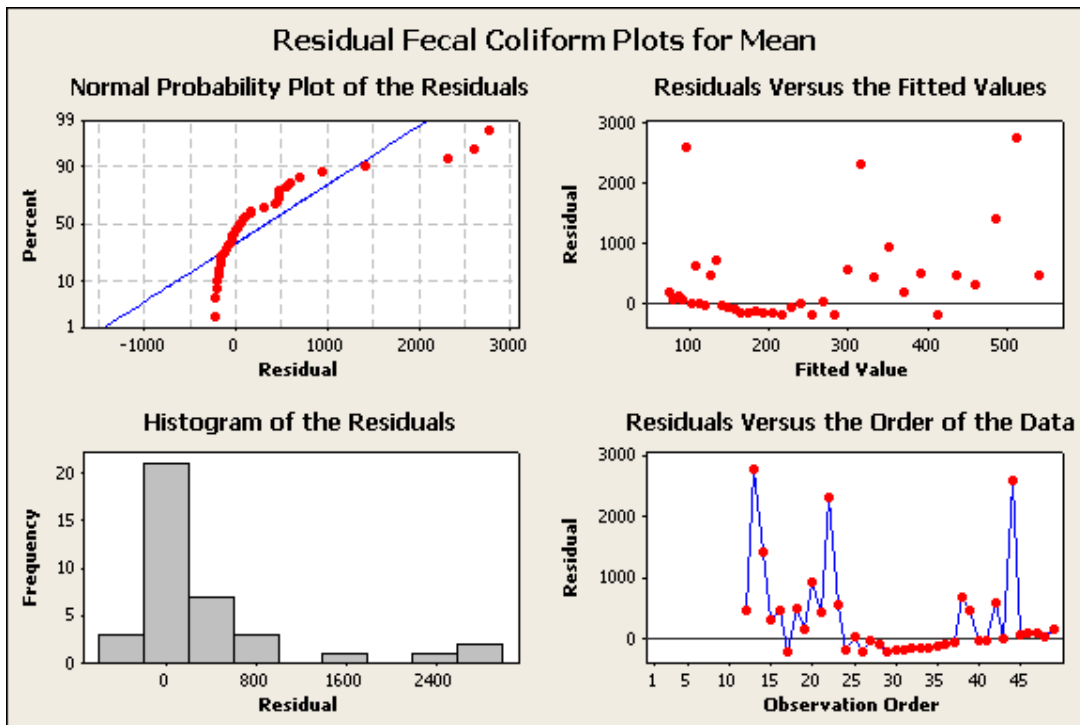 Residual Fecal Coliform Plots for Mean
Normal Probability Plot of the Residuals
99
90
50
10
1
Percent
-1000 0 1000 2000 3000
Residual
Residuals Versus the Fitted Values
3000
2000
1000
0
Residual
100 200 300 400 500
Fitted Value
Histogram of the Residuals
20
15
10
5
0
Frequency
0 800 1600 2400
Residual
Residuals Versus the Order of the Data
3000
2000
1000
0
Residual
1 5 10 15 20 25 30 35 40 45
Observation Order